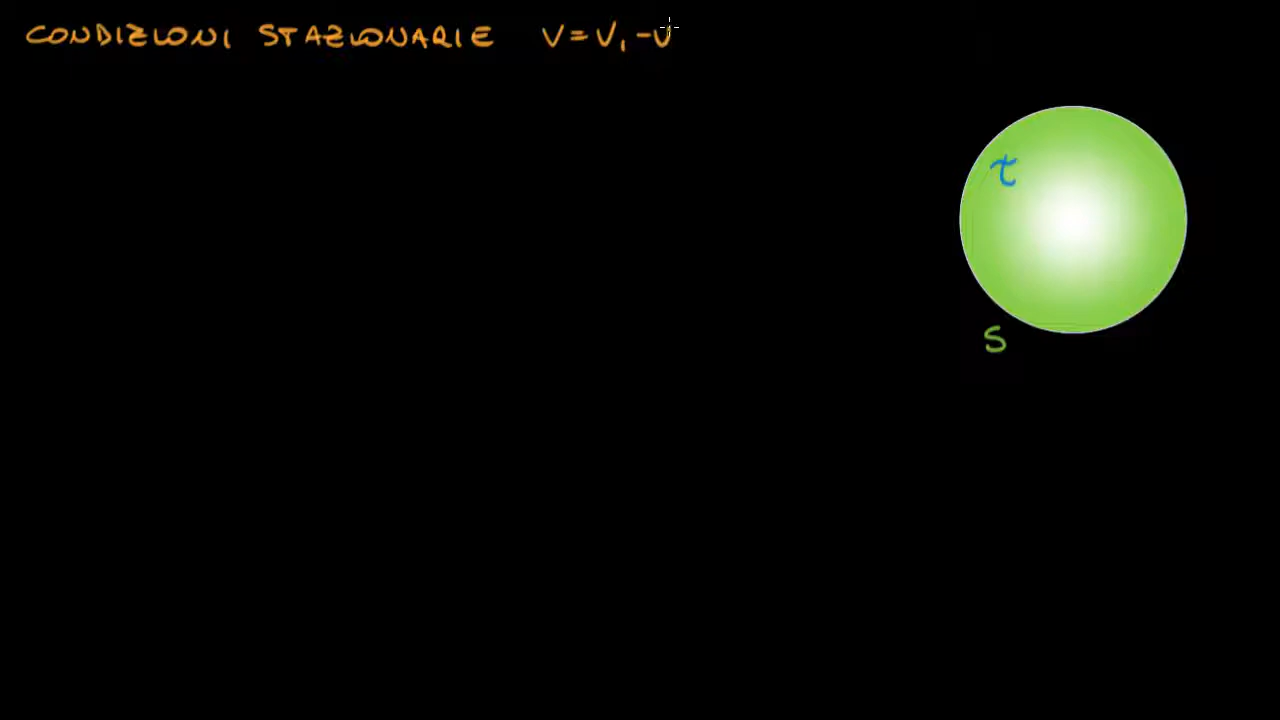 CONDIZIONI STAZIONARIE V=V₁-V
τ
S